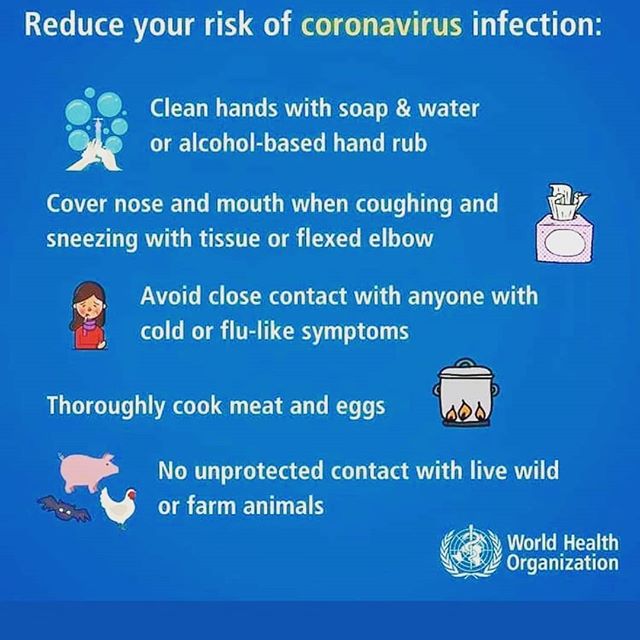 Reduce your risk of coronavirus infection:
Clean hands with soap & water
or alcohol-based hand rub
Cover nose and mouth when coughing and
sneezing with tissue or flexed elbow
Avoid close contact with anyone with
cold or flu-like symptoms
Thoroughly cook meat and eggs
No unprotected contact with live wild
or farm animals
World Health
Organization